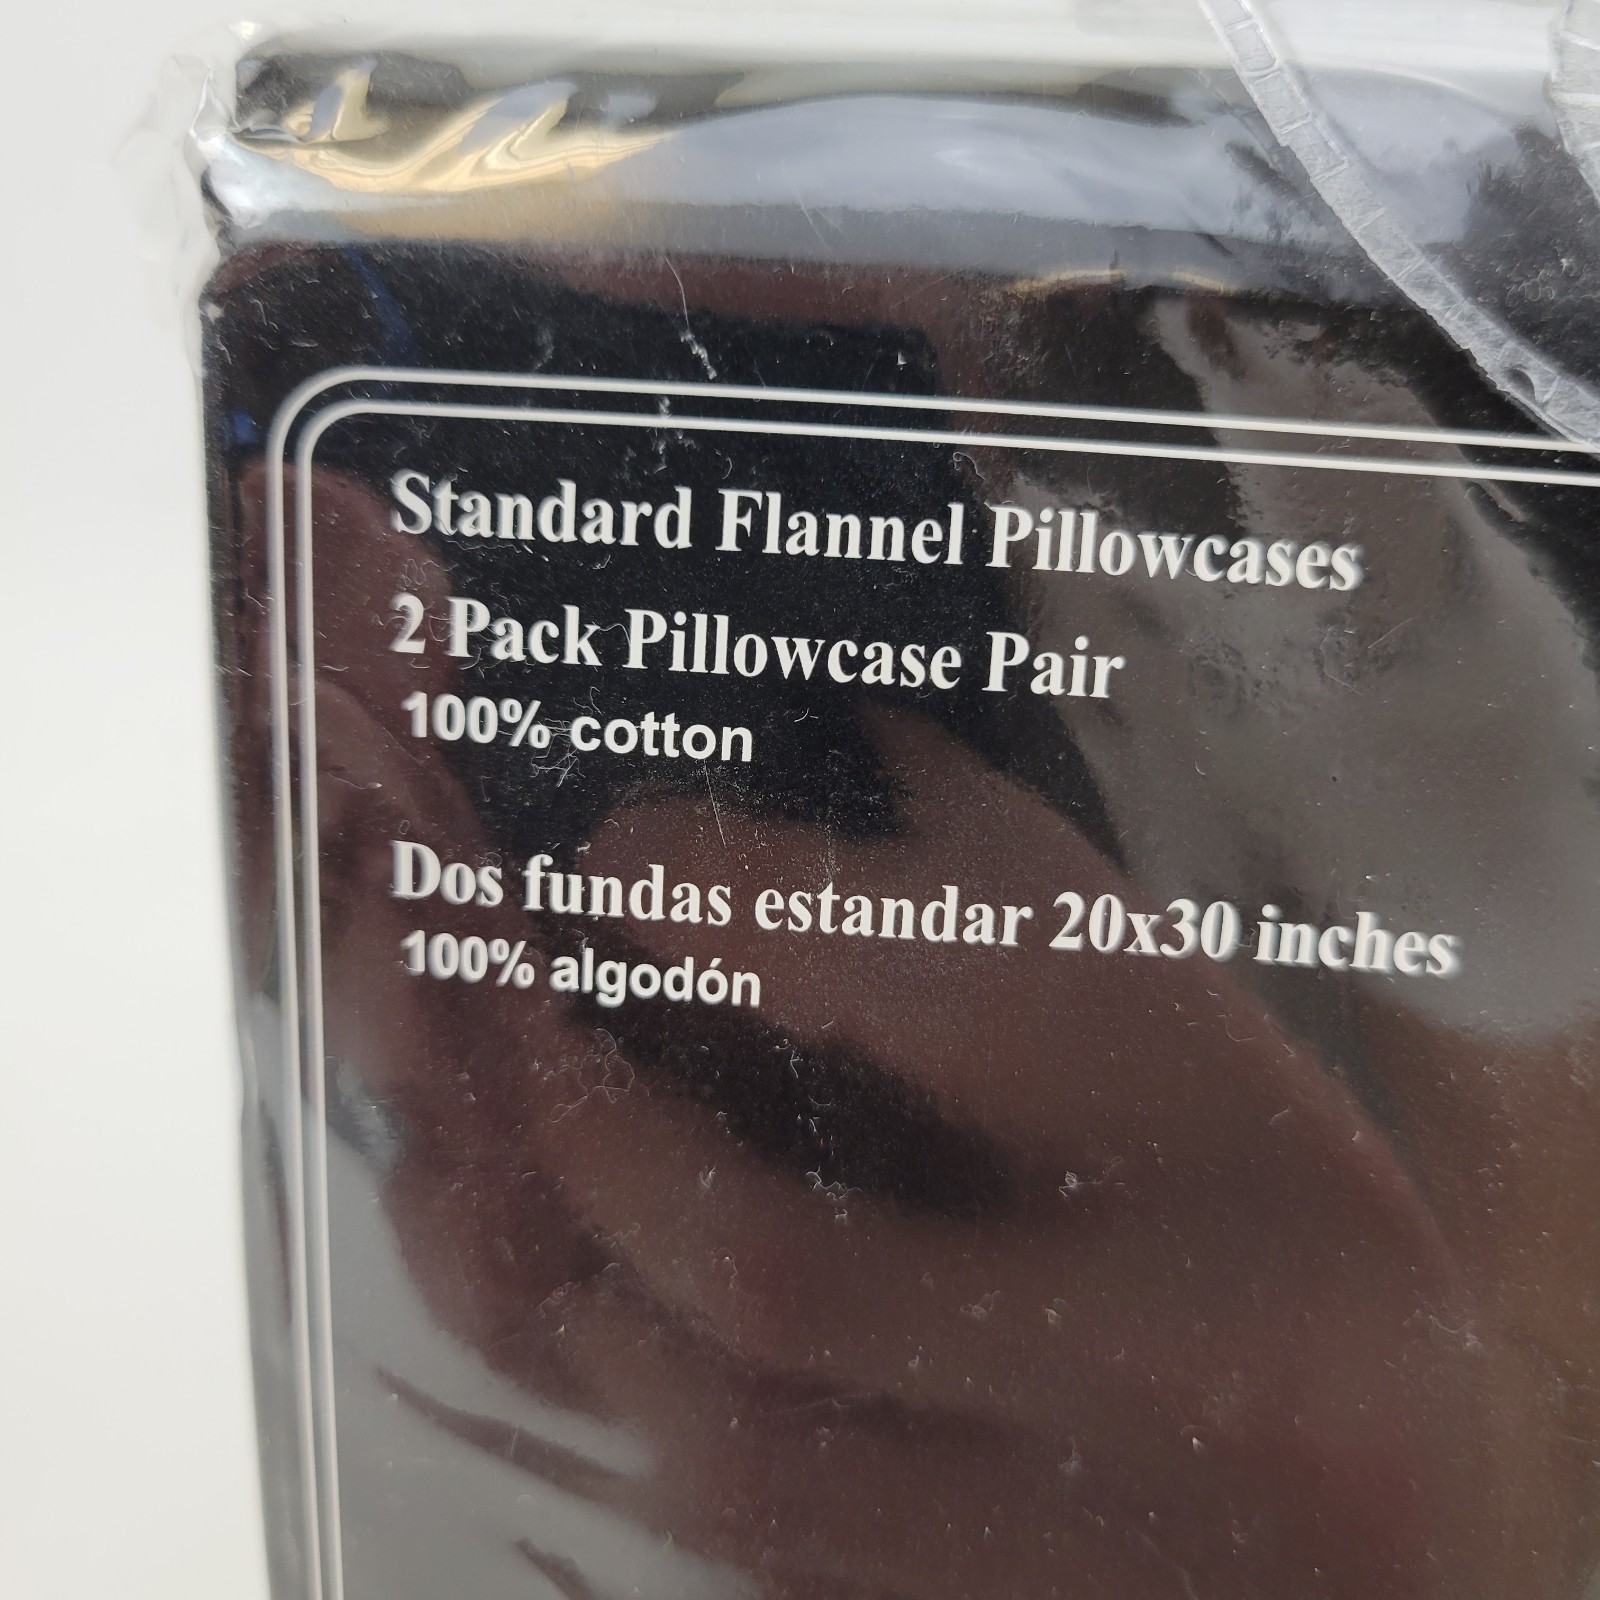 Standard Flannel Pillowcases
2 Pack Pillowcase Pair
100% cotton
Dos fundas estandar 20x30 inches
100% algodón